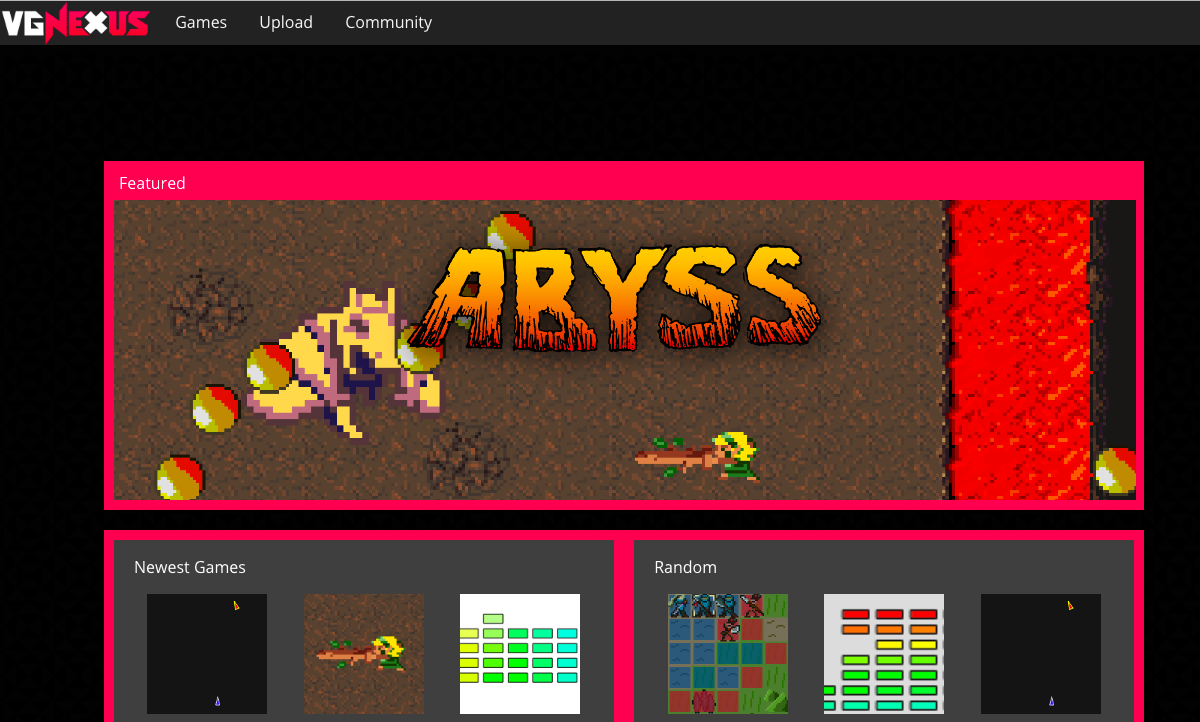 VGNEXUS Games Upload Community
Featured
ABYSS
Newest Games
Random